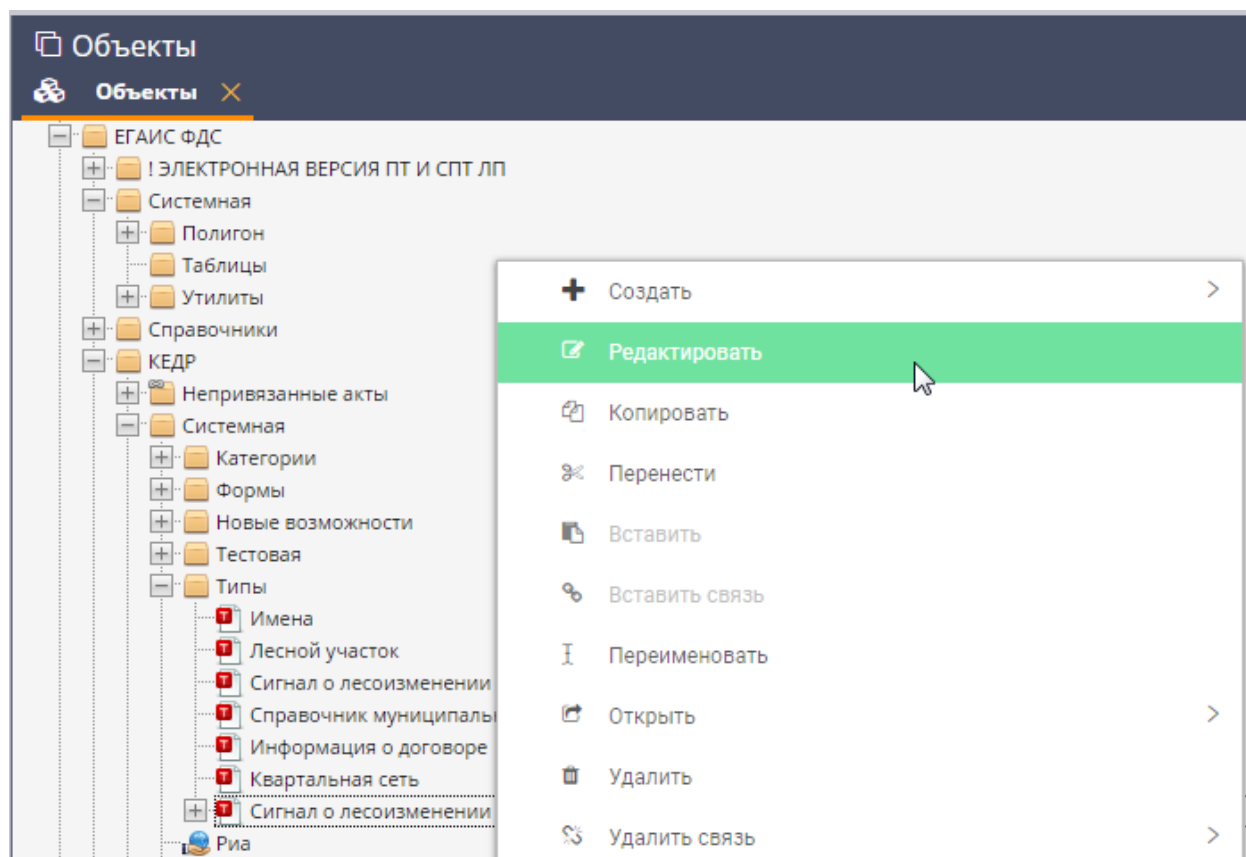 Объекты
Объекты
ЕГАИС ФДС
! ЭЛЕКТРОННАЯ ВЕРСИЯ ПТ И СПТ ЛП
Системная
Полигон
Таблицы
Утилиты
Справочники
КЕДР
Непривязанные акты
Системная
Категории
Формы
Новые возможности
Тестовая
Типы
Имена
Лесной участок
Сигнал о лесоизменении
Справочник муниципаль
Информация о договоре
Квартальная сеть
Сигнал о лесоизменении
Риа
Создать
Редактировать
Копировать
Перенести
Вставить
Вставить связь
Переименовать
Открыть
Удалить
Удалить связь